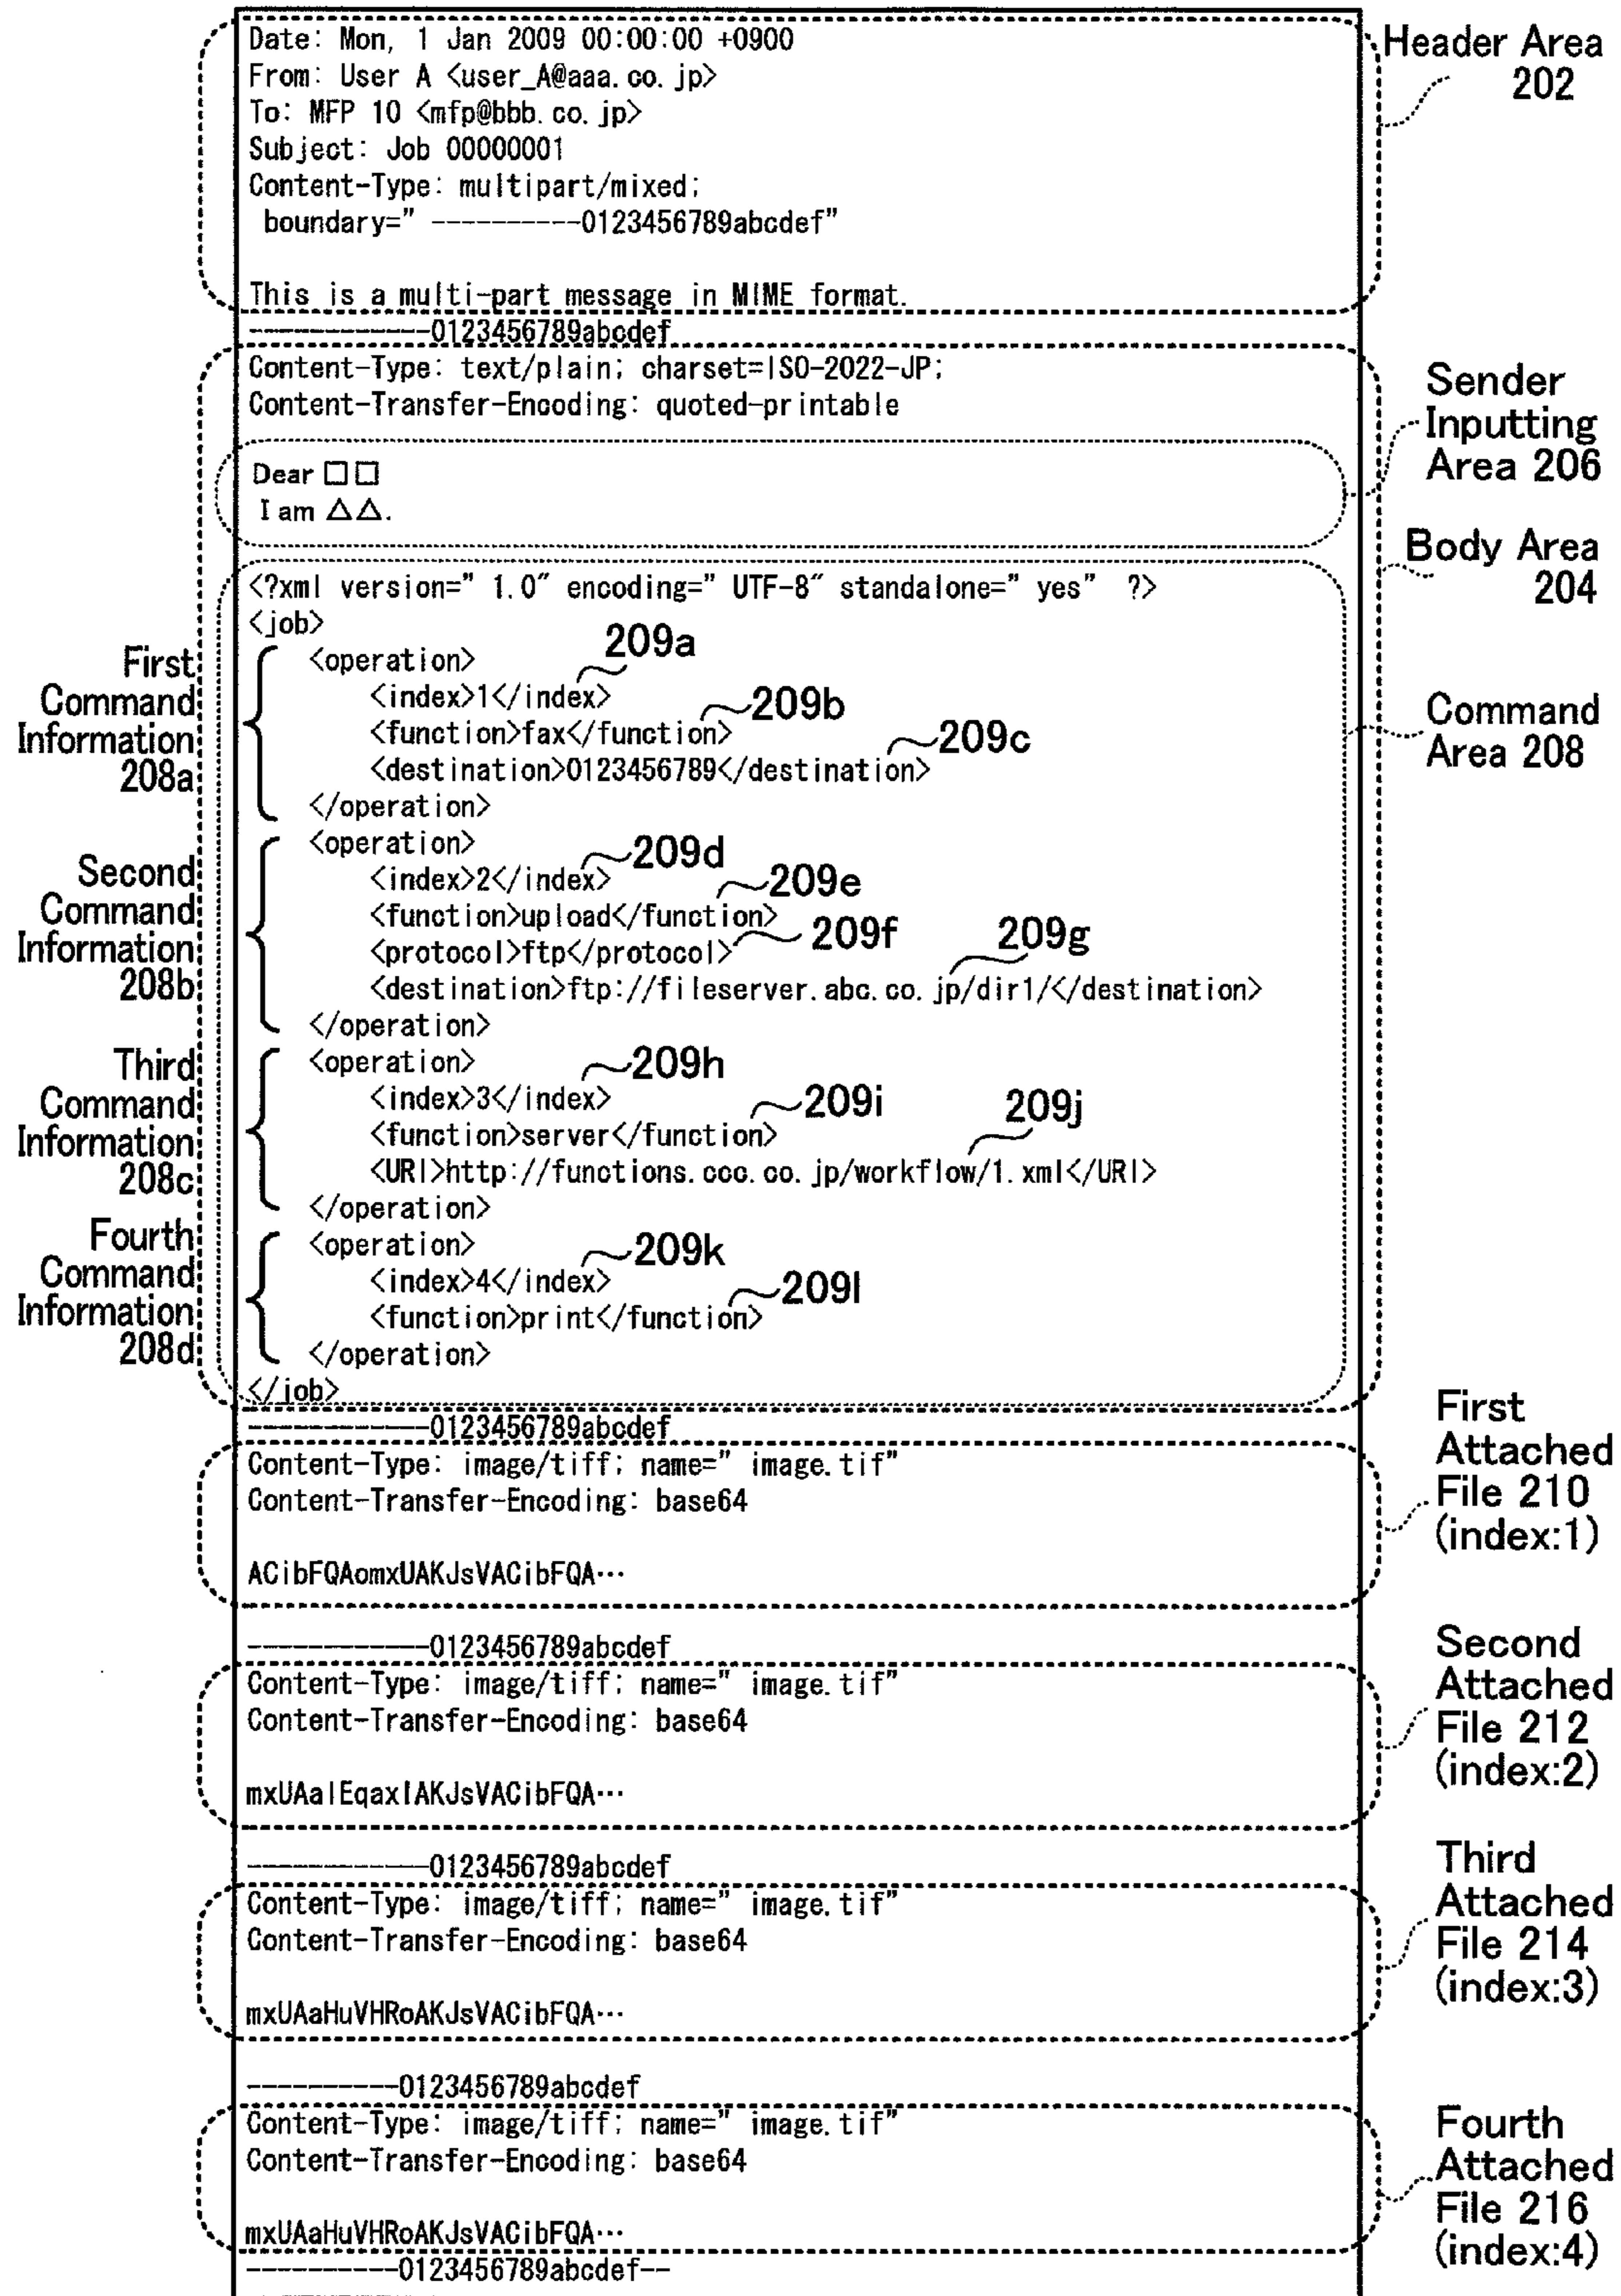 Date: Mon, 1 Jan 2009 00:00:00 +0900
From: User A <user_A@aaa.co.jp>
To: MFP 10 <mfp@bbb.co.jp>
Subject: Job 00000001
Content-Type: multipart/mixed;
boundary=" ----------0123456789abcdef"
This is a multi-part message in MIME format.
------------0123456789abcdef
Header Area
202
Content-Type: text/plain; charset=ISO-2022-JP;
Content-Transfer-Encoding: quoted-printable
Dear □□
I am △△.
Sender
Inputting
Area 206
Body Area
204
<?xml version=" 1.0" encoding=" UTF-8" standalone=" yes" ?>
<job>
<operation>
<index>1</index>
<function>fax</function>
<destination>0123456789</destination>
</operation>
209a
209b
209c
First
Command
Information
208a
Command
Area 208
<operation>
<index>2</index>
<function>upload</function>
<protocol>ftp</protocol>
<destination>ftp://fileserver.abc.co.jp/dir1/</destination>
</operation>
209d
209e
209f
209g
Second
Command
Information
208b
<operation>
<index>3</index>
<function>server</function>
<URI>http://functions.ccc.co.jp/workflow/1.xml</URI>
</operation>
209h
209i
209j
Third
Command
Information
208c
<operation>
<index>4</index>
<function>print</function>
</operation>
</job>
209k
209l
Fourth
Command
Information
208d
------------0123456789abcdef
Content-Type: image/tiff; name=" image.tif"
Content-Transfer-Encoding: base64
ACibFQAomxUAKJsVACibFQA…
First
Attached
File 210
(index:1)
------------0123456789abcdef
Content-Type: image/tiff; name=" image.tif"
Content-Transfer-Encoding: base64
mxUAalEqaxIAKJsVACibFQA…
Second
Attached
File 212
(index:2)
------------0123456789abcdef
Content-Type: image/tiff; name=" image.tif"
Content-Transfer-Encoding: base64
mxUAaHuVHRoAKJsVACibFQA…
Third
Attached
File 214
(index:3)
----------0123456789abcdef
Content-Type: image/tiff; name=" image.tif"
Content-Transfer-Encoding: base64
mxUAaHuVHRoAKJsVACibFQA…
----------0123456789abcdef--
Fourth
Attached
File 216
(index:4)